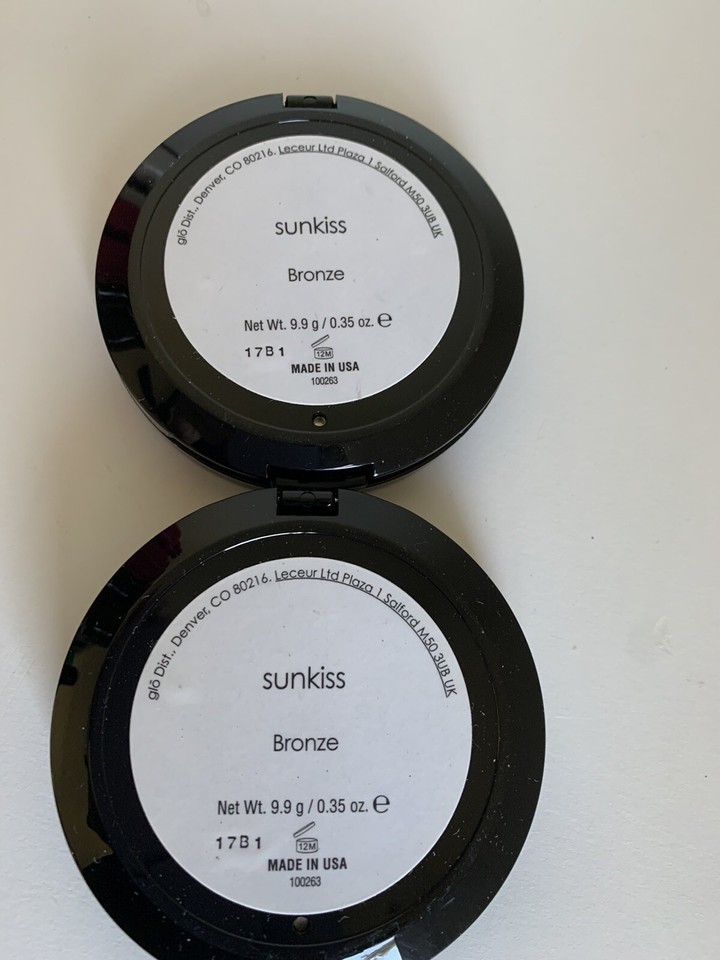 glō Dist., Denver, CO 80216. Leceur Ltd Plaza 1 Salford M50 3UB UK
sunkiss
Bronze
Net Wt. 9.9 g / 0.35 oz. e
17B1
12M
MADE IN USA
100263
glō Dist., Denver, CO 80216. Leceur Ltd Plaza 1 Salford M50 3UB UK
sunkiss
Bronze
Net Wt. 9.9 g / 0.35 oz. e
17B1
12M
MADE IN USA
100263